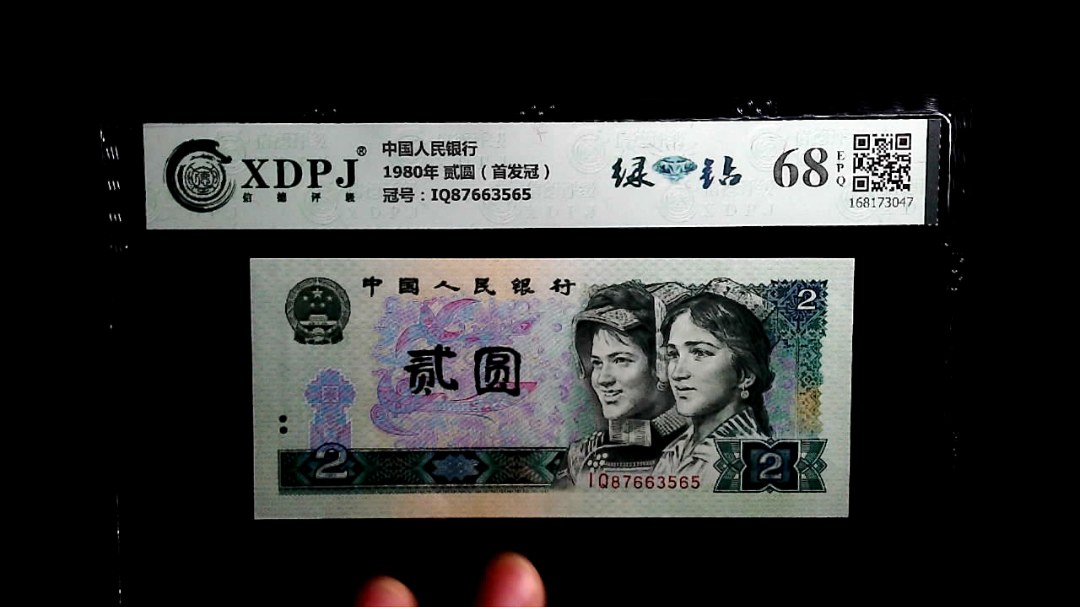 XDPJ®
信德评级
中国人民银行
1980年 贰圆（首发冠）
冠号：IQ87663565
绿钻
68
EPQ
168173047
中国人民银行
贰圆
2
2
2
IQ87663565